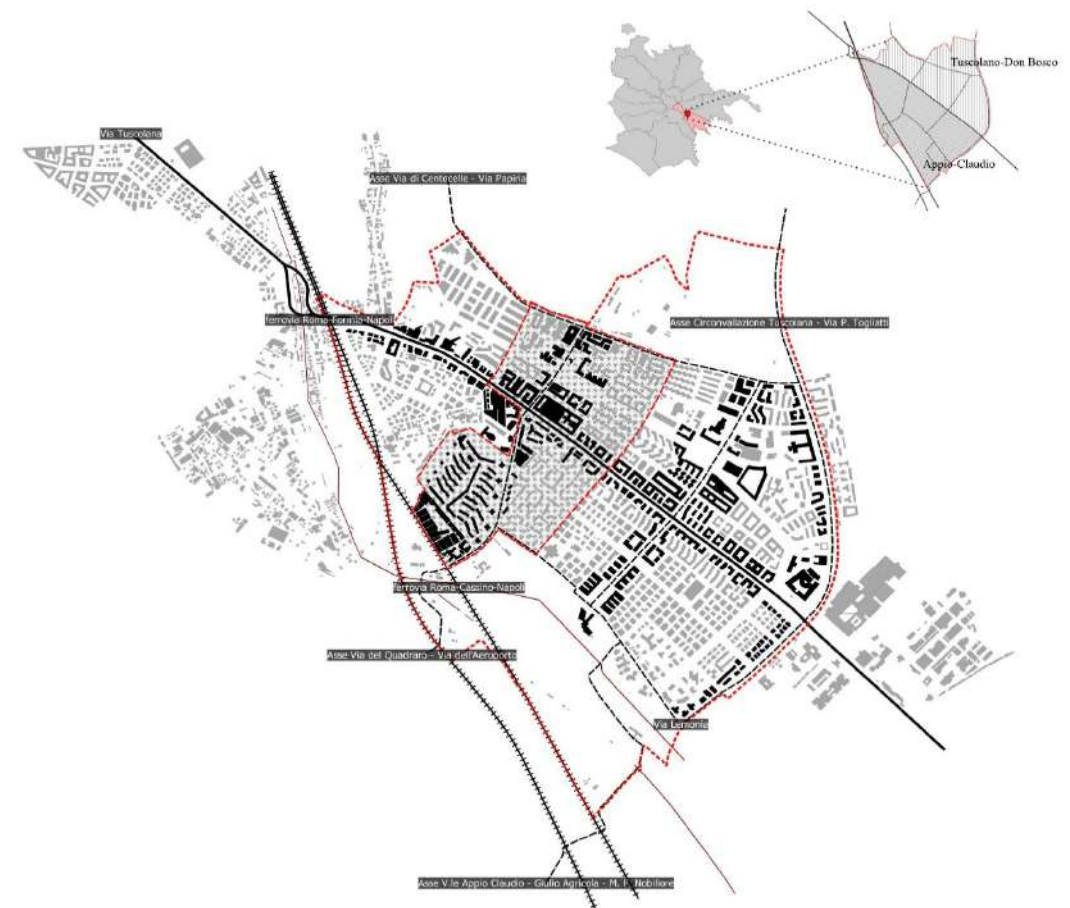 Tuscolano-Don Bosco
Via Tuscolana
Appio-Claudio
Asse Via di Centocelle - Via Papiria
ferrovia Roma-Formia-Napoli
Asse Circonvallazione Tuscolana - Via P. Togliatti
ferrovia Roma-Cassino-Napoli
Asse Via del Quadraro - Via dell'Aeroporto
Via Lemonia
Asse V.le Appio Claudio - Giulio Agricola - M. F. Nobiliore